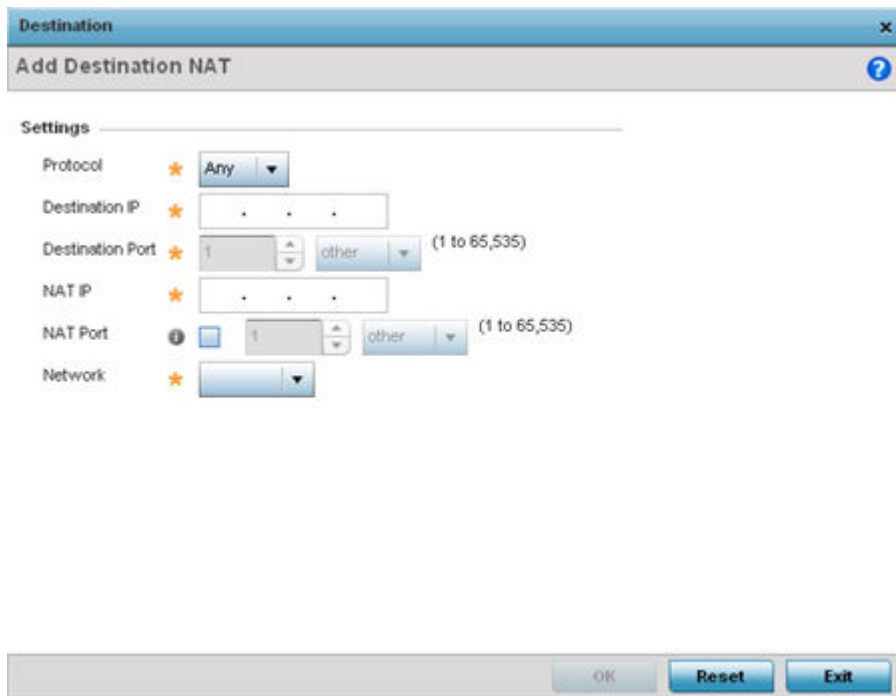 Destination x
Add Destination NAT ?
Settings
Protocol * Any
Destination IP * . . .
Destination Port * 1 other (1 to 65,535)
NAT IP * . . .
NAT Port i 1 other (1 to 65,535)
Network *
OK Reset Exit